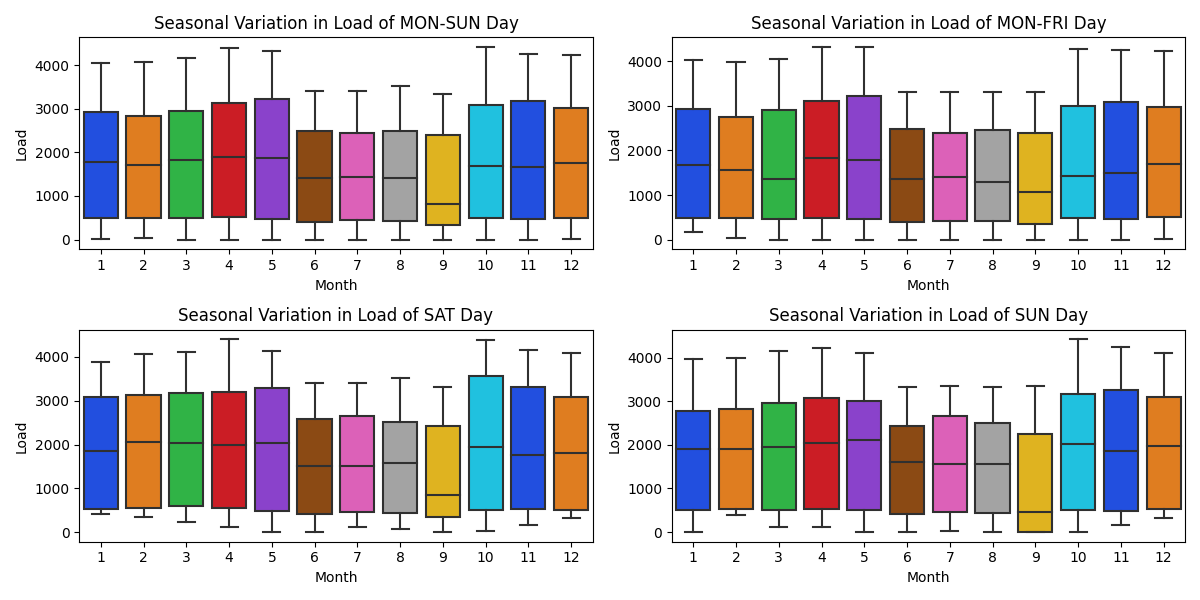 Seasonal Variation in Load of MON-SUN Day
Load
4000
3000
2000
1000
0
1 2 3 4 5 6 7 8 9 10 11 12
Month
Seasonal Variation in Load of MON-FRI Day
Load
4000
3000
2000
1000
0
1 2 3 4 5 6 7 8 9 10 11 12
Month
Seasonal Variation in Load of SAT Day
Load
4000
3000
2000
1000
0
1 2 3 4 5 6 7 8 9 10 11 12
Month
Seasonal Variation in Load of SUN Day
Load
4000
3000
2000
1000
0
1 2 3 4 5 6 7 8 9 10 11 12
Month